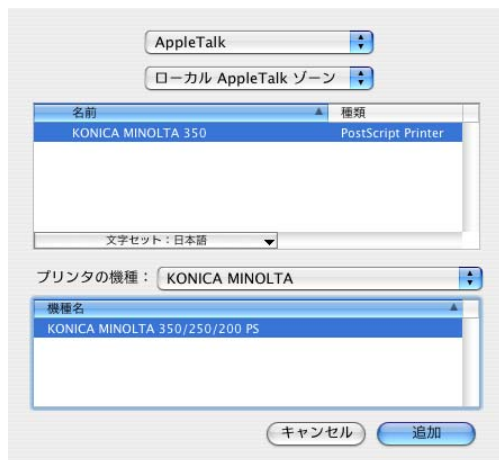 AppleTalk
ローカル AppleTalk ゾーン
名前 種類
KONICA MINOLTA 350 PostScript Printer
文字セット：日本語
プリンタの機種： KONICA MINOLTA
機種名
KONICA MINOLTA 350/250/200 PS
キャンセル 追加